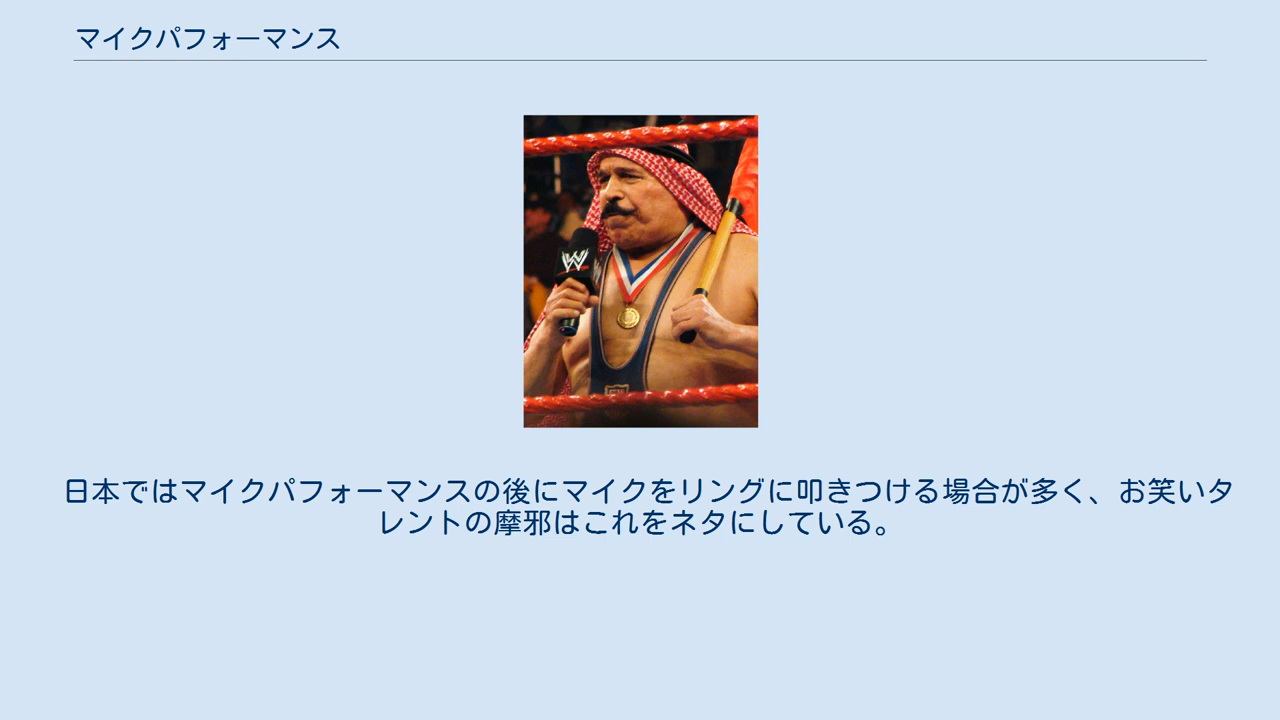 マイクパフォーマンス
W
日本ではマイクパフォーマンスの後にマイクをリングに叩きつける場合が多く、お笑いタ
レントの摩邪はこれをネタにしている。